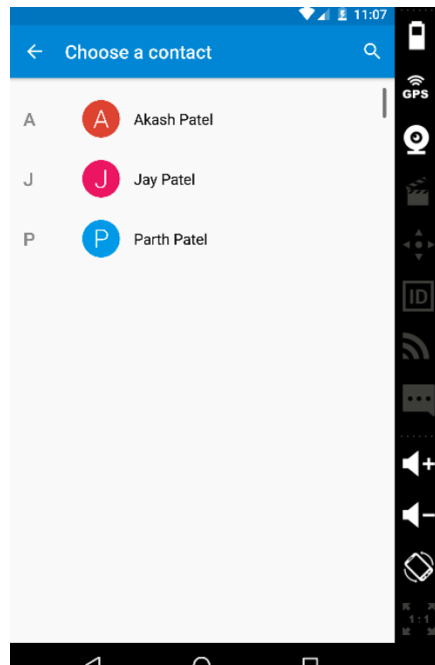 11:07
Choose a contact
A A Akash Patel
J J Jay Patel
P P Parth Patel
GPS
ID
1:1